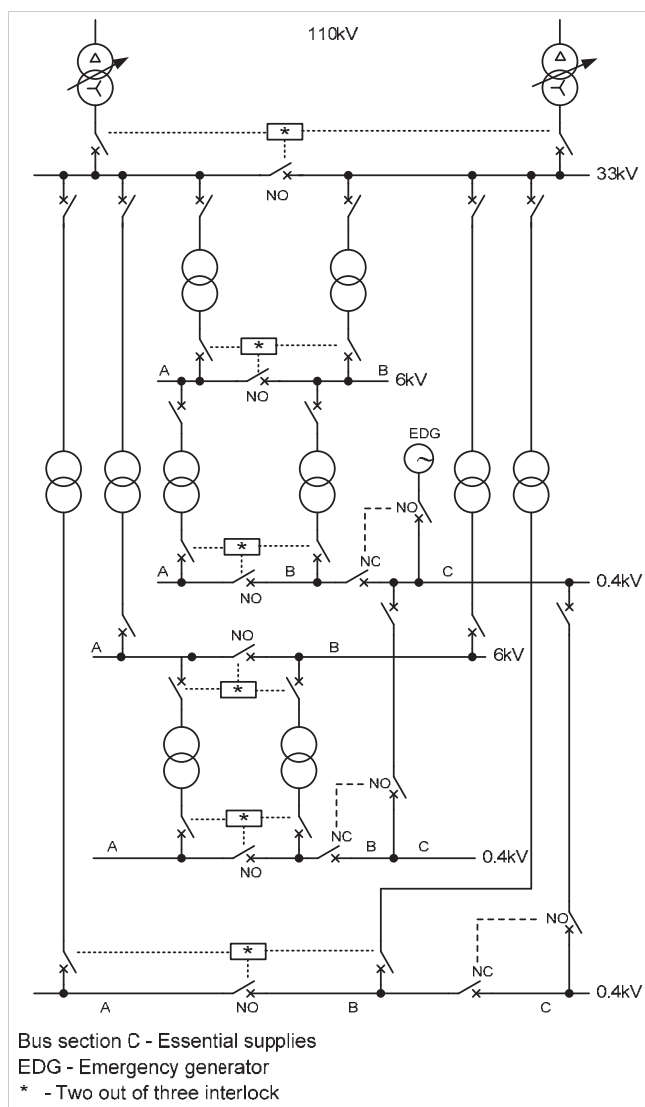 110kV
Δ
Δ
*
33kV
NO
*
A
B
6kV
NO
EDG
~
NO
*
NC
A
B
C
0.4kV
NO
NO
A
B
6kV
*
NO
*
NC
A
B
C
0.4kV
NO
NO
*
NC
0.4kV
A
NO
B
C
Bus section C - Essential supplies
EDG - Emergency generator
* - Two out of three interlock